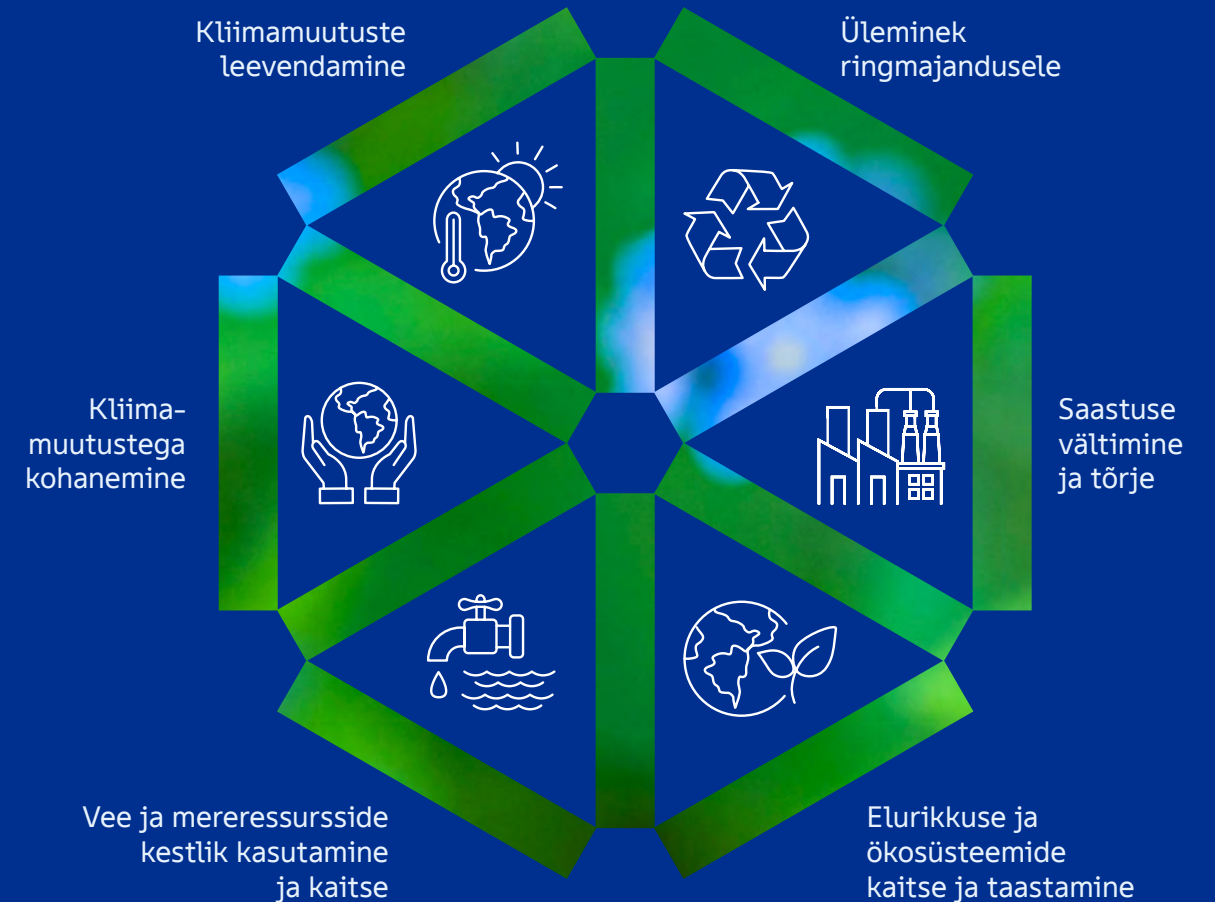 Kliimamuutuste
leevendamine
Üleminek
ringmajandusele
Kliima-
muutustega
kohanemine
Saastuse
vältimine
ja tõrje
Vee ja mereressursside
kestlik kasutamine
ja kaitse
Elurikkuse ja
ökosüsteemide
kaitse ja taastamine